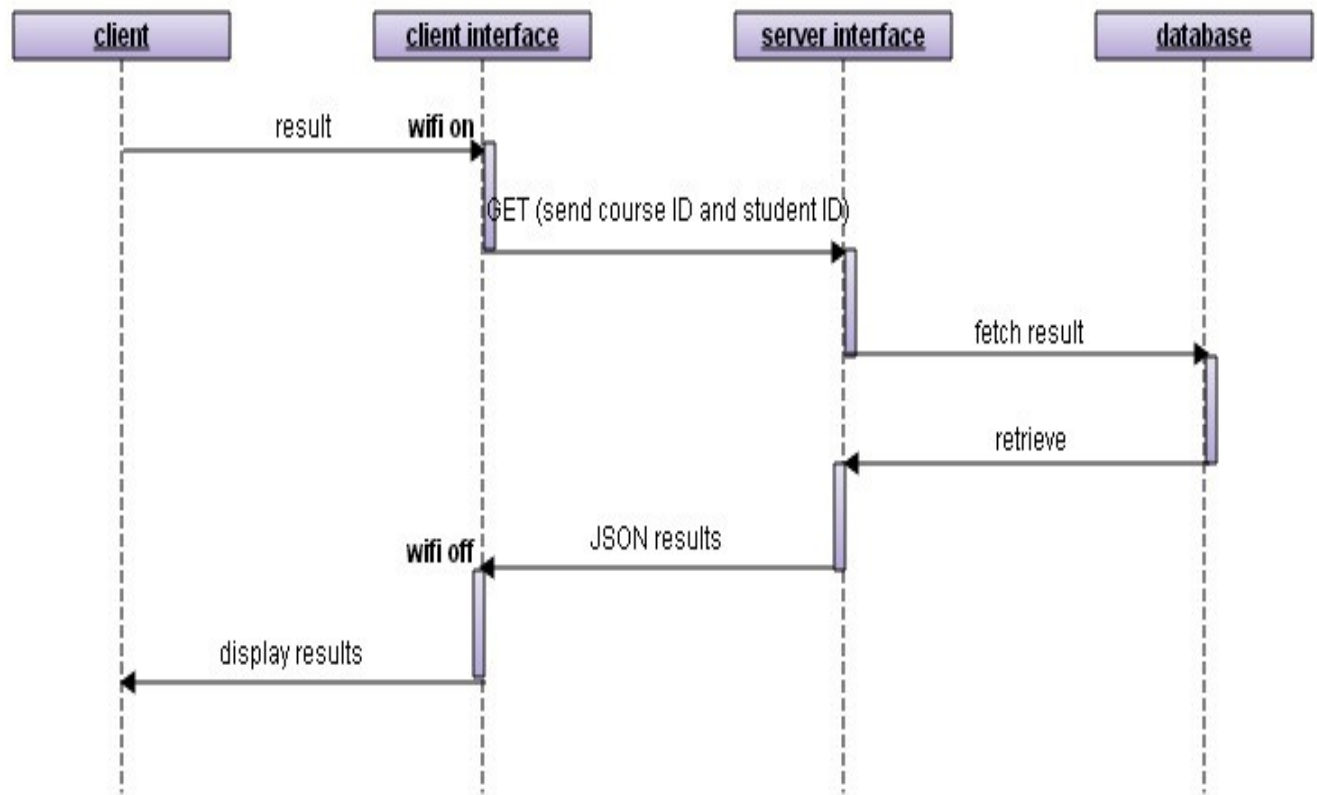 client
client interface
server interface
database
result
wifi on
GET (send course ID and student ID)
fetch result
retrieve
JSON results
wifi off
display results